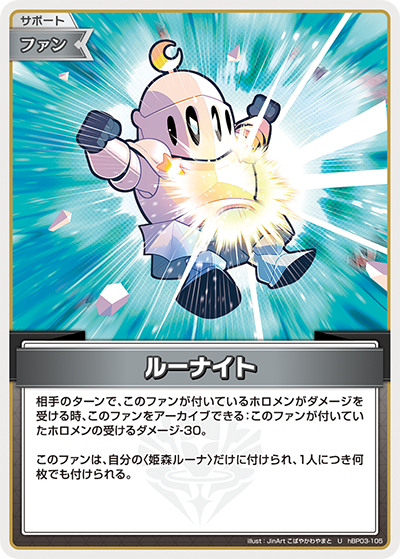 サポート
ファン
ルーナイト
相手のターンで、このファンが付いているホロメンがダメージを
受ける時、このファンをアーカイブできる：このファンが付いてい
たホロメンの受けるダメージ-30。
このファンは、自分の〈姫森ルーナ〉だけに付けられ、1人につき何
枚でも付けられる。
illust：JinArt こばやかわやまと U hBP03-105